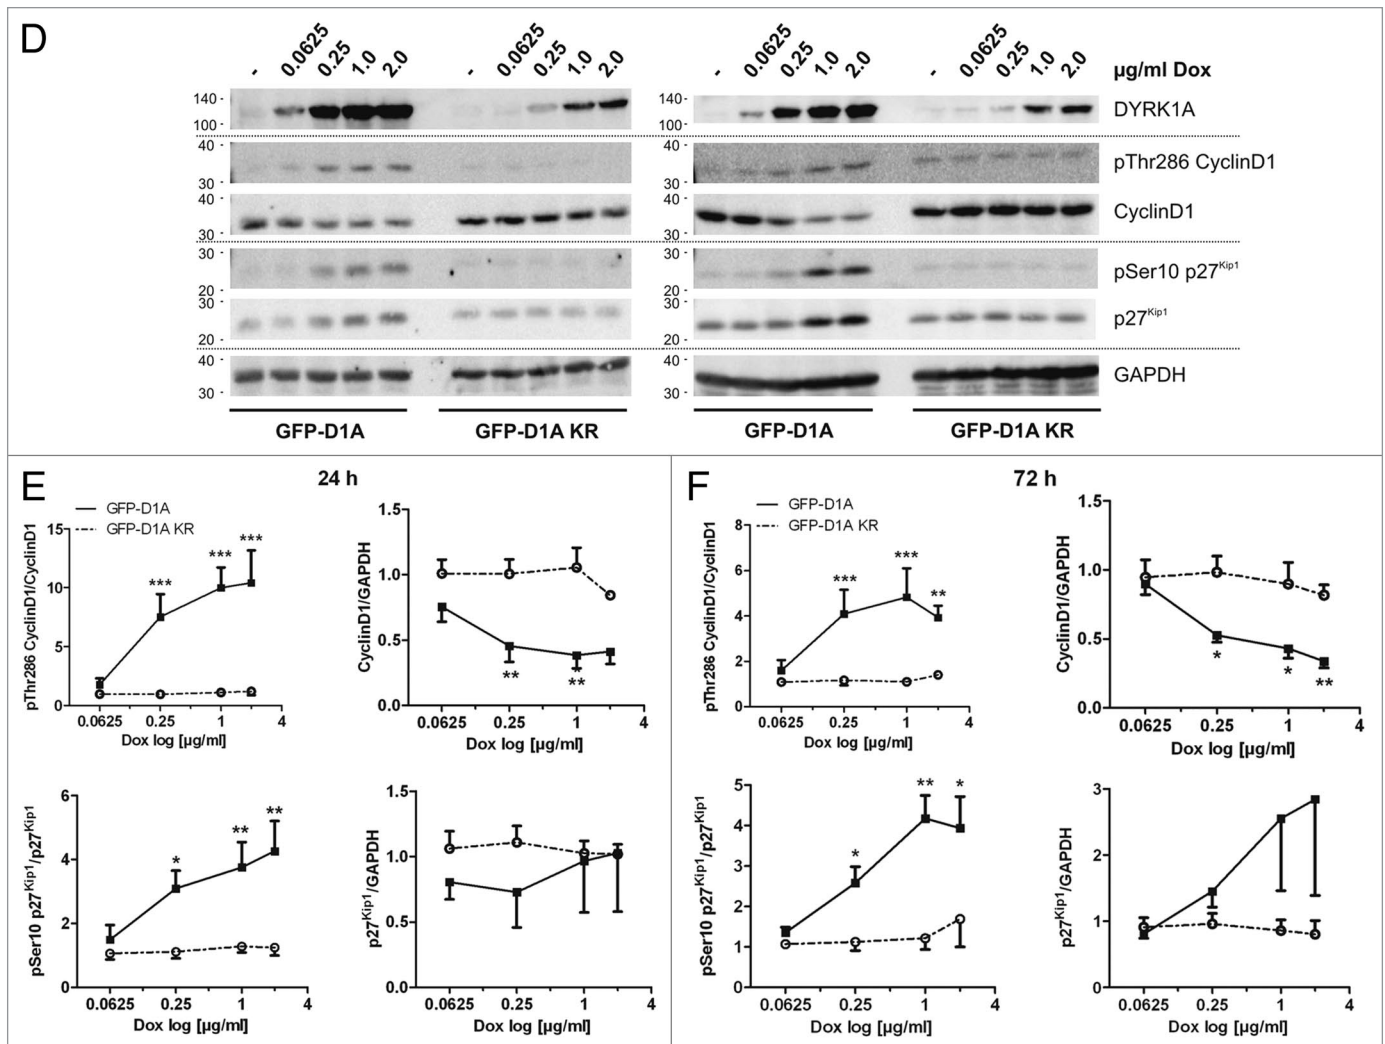 D
- 0.0625 0.25 1.0 2.0 - 0.0625 0.25 1.0 2.0 - 0.0625 0.25 1.0 2.0 - 0.0625 0.25 1.0 2.0 µg/ml Dox
140 - 140 - DYRK1A
100 - 100 -
40 - 40 - pThr286 CyclinD1
30 - 30 -
40 - 40 - CyclinD1
30 - 30 -
30 - 30 - pSer10 p27Kip1
20 - 20 -
30 - 30 - p27Kip1
20 - 20 -
40 - 40 - GAPDH
30 - 30 -
GFP-D1A GFP-D1A KR GFP-D1A GFP-D1A KR
E 24 h
GFP-D1A
GFP-D1A KR
pThr286 CyclinD1/CyclinD1
15
10
5
0
*** *** ***
0.0625 0.25 1 4
Dox log [µg/ml]
CyclinD1/GAPDH
1.5
1.0
0.5
0.0
** * **
0.0625 0.25 1 4
Dox log [µg/ml]
pSer10 p27Kip1/p27Kip1
6
4
2
0
* ** **
0.0625 0.25 1 4
Dox log [µg/ml]
p27Kip1/GAPDH
1.5
1.0
0.5
0.0
0.0625 0.25 1 4
Dox log [µg/ml]
F 72 h
GFP-D1A
GFP-D1A KR
pThr286 CyclinD1/CyclinD1
8
6
4
2
0
*** *** **
0.0625 0.25 1 4
Dox log [µg/ml]
CyclinD1/GAPDH
1.5
1.0
0.5
0.0
* * **
0.0625 0.25 1 4
Dox log [µg/ml]
pSer10 p27Kip1/p27Kip1
5
4
3
2
1
0
* ** *
0.0625 0.25 1 4
Dox log [µg/ml]
p27Kip1/GAPDH
3
2
1
0
0.0625 0.25 1 4
Dox log [µg/ml]